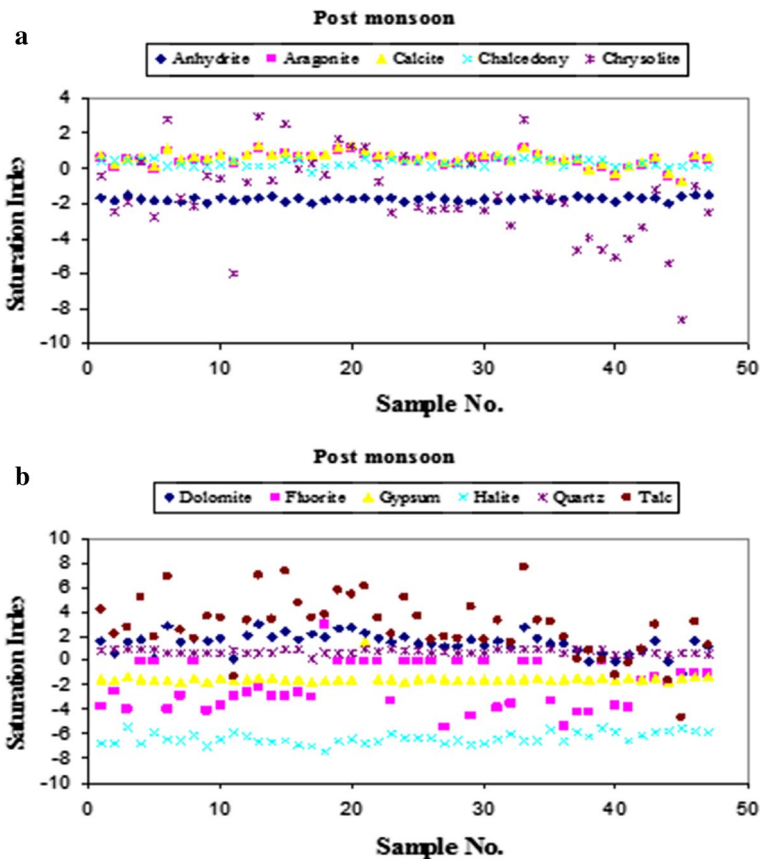 a
Post monsoon
Anhydrite Aragonite Calcite Chalcedony Chrysolite
4
2
0
-2
-4
-6
-8
-10
Saturation Index
0 10 20 30 40 50
Sample No.
b
Post monsoon
Dolomite Fluorite Gypsum Halite Quartz Talc
10
8
6
4
2
0
-2
-4
-6
-8
-10
Saturation Index
0 10 20 30 40 50
Sample No.